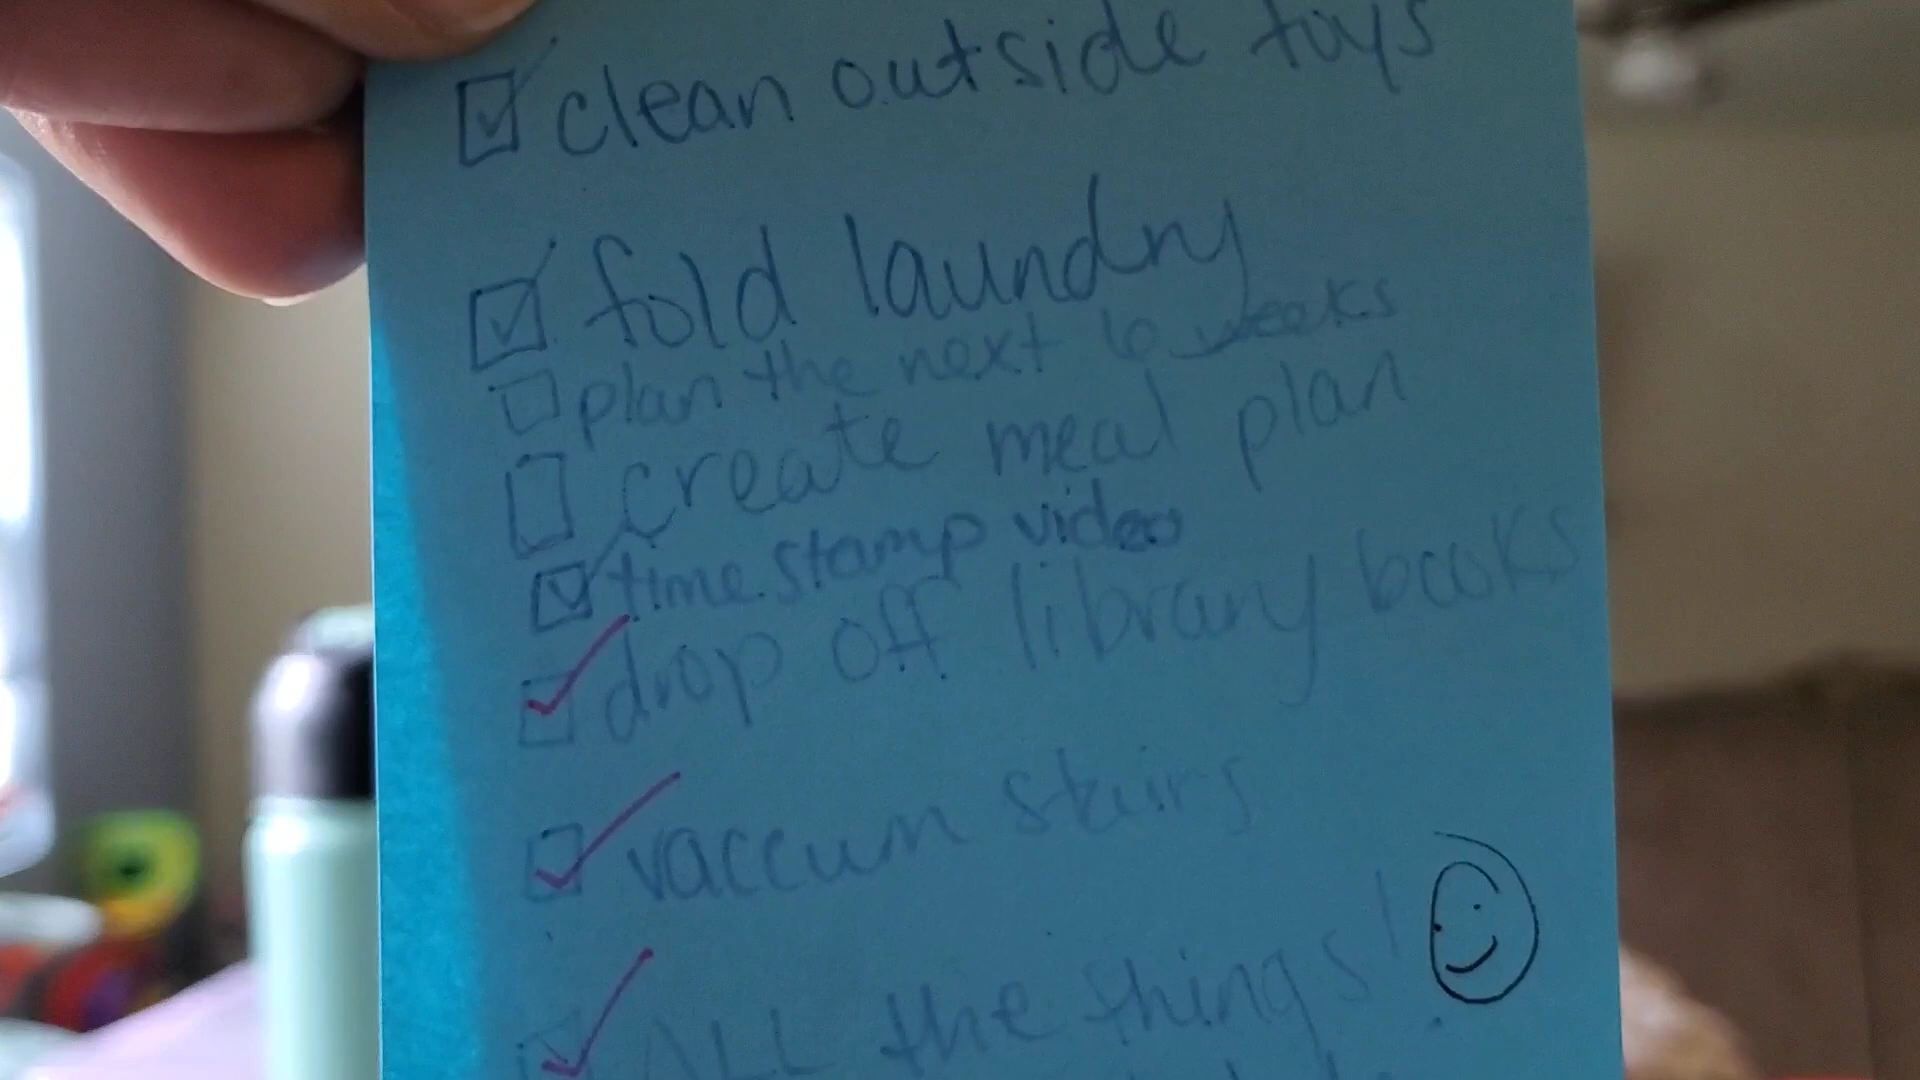 ☑ clean outside toys
☑ fold laundry
☐ plan the next 6 weeks
☐ create meal plan
☑ time stamp video
☑ drop off library books
☑ vaccum stairs
☑ ALL the things!